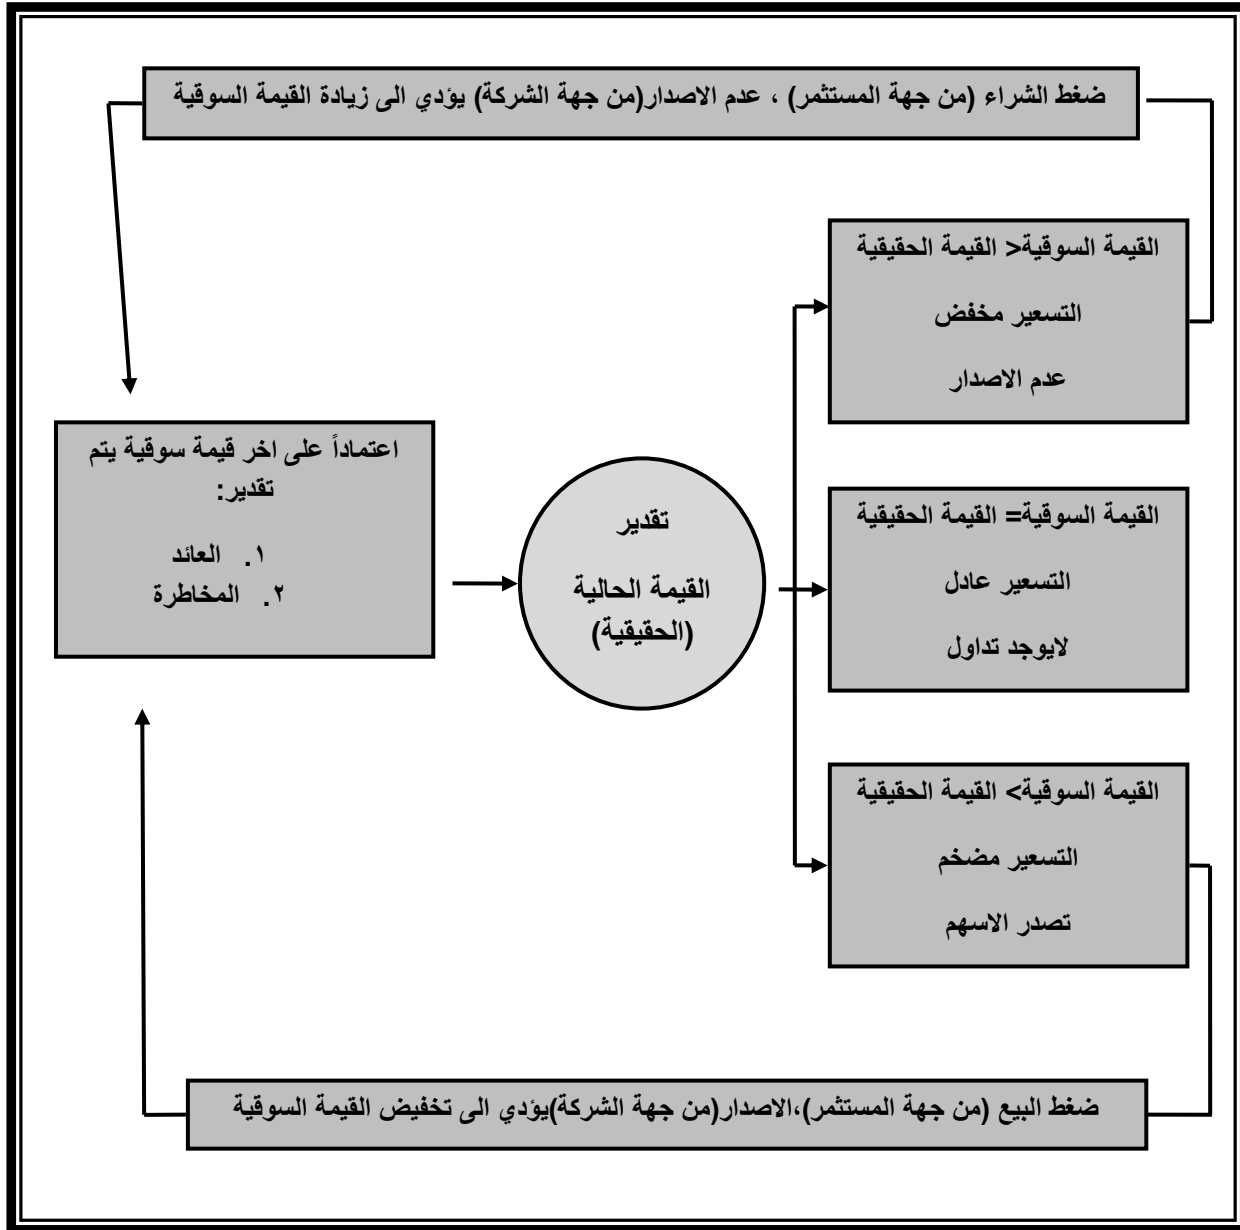 ضغط الشراء (من جهة المستثمر) ، عدم الاصدار(من جهة الشركة) يؤدي الى زيادة القيمة السوقية
القيمة السوقية< القيمة الحقيقية
التسعير مخفض
عدم الاصدار
اعتماداً على اخر قيمة سوقية يتم
تقدير:
١. العائد
٢. المخاطرة
تقدير
القيمة الحالية
(الحقيقية)
القيمة السوقية= القيمة الحقيقية
التسعير عادل
لايوجد تداول
القيمة السوقية> القيمة الحقيقية
التسعير مضخم
تصدر الاسهم
ضغط البيع (من جهة المستثمر)،الاصدار(من جهة الشركة)يؤدي الى تخفيض القيمة السوقية